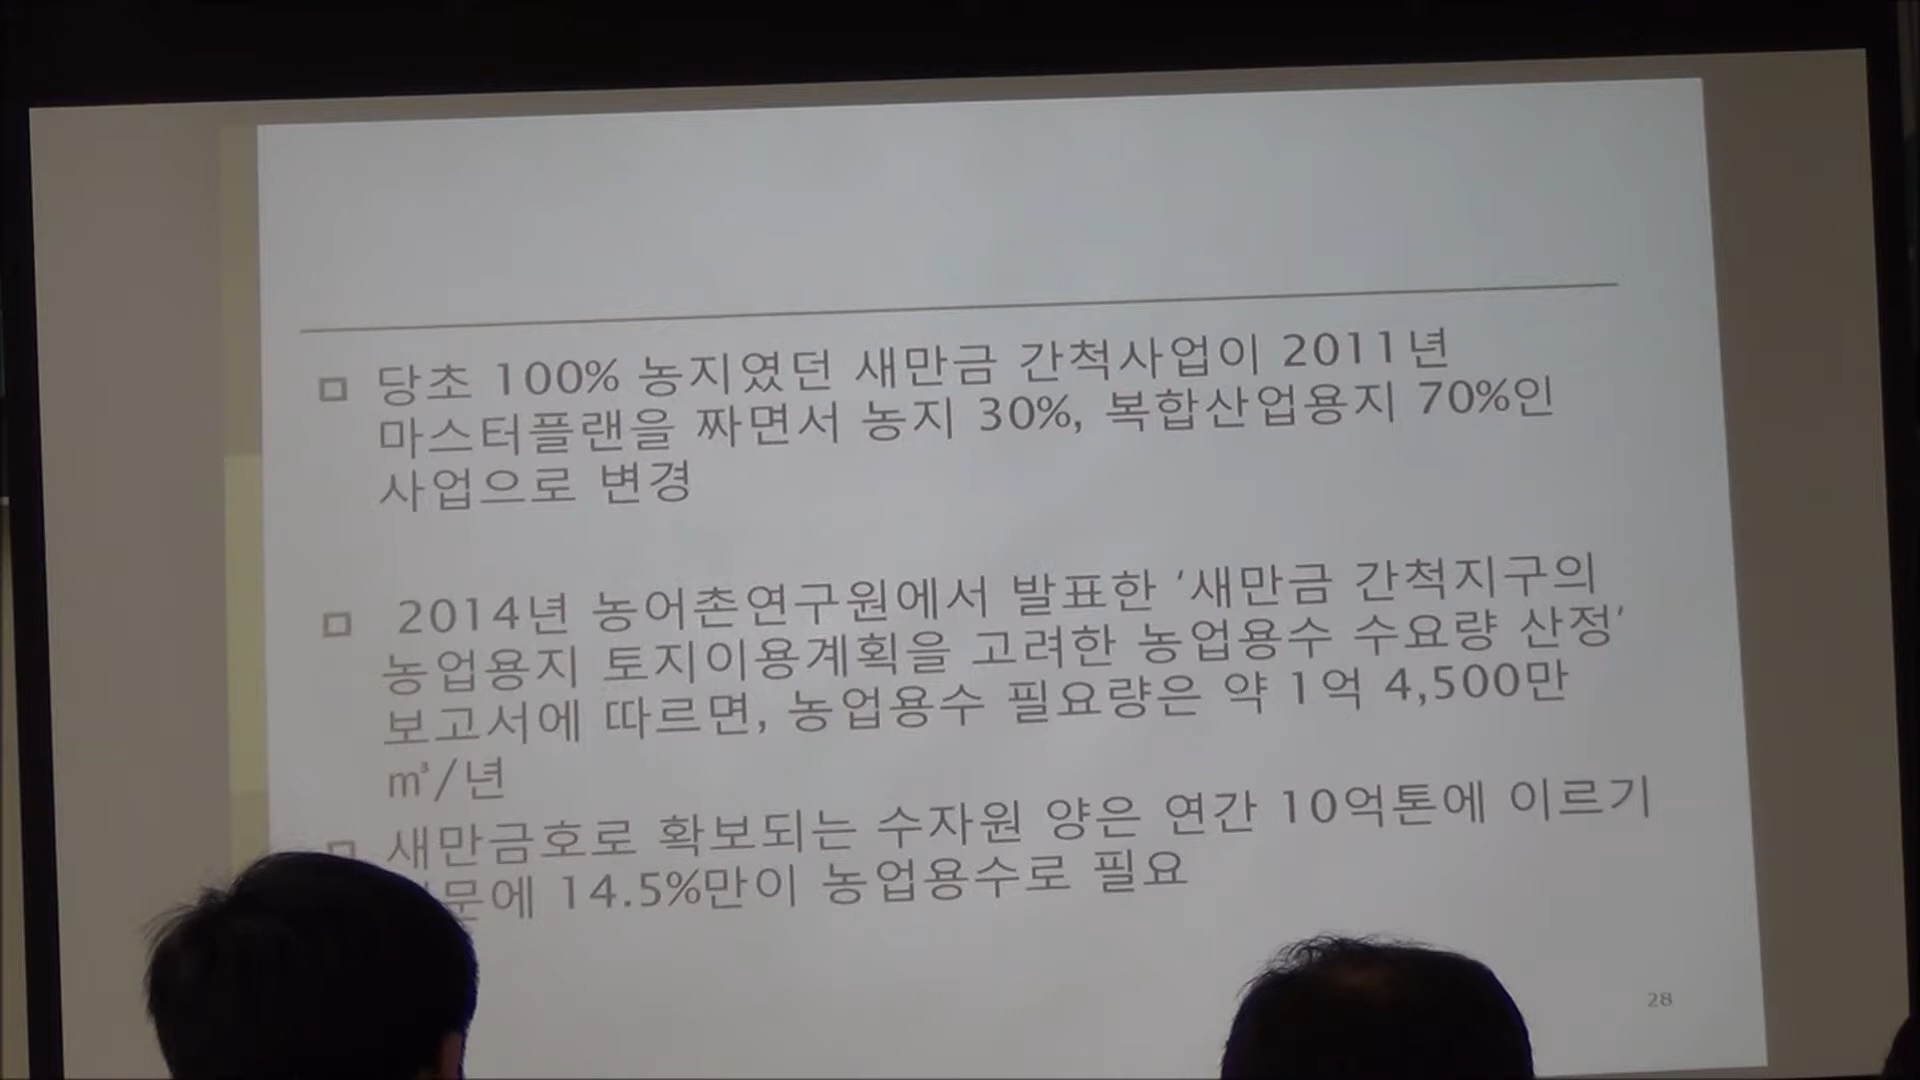 당초 100% 농지였던 새만금 간척사업이 2011년
마스터플랜을 짜면서 농지 30%, 복합산업용지 70%인
사업으로 변경
2014년 농어촌연구원에서 발표한 '새만금 간척지구의
농업용지 토지이용계획을 고려한 농업용수 수요량 산정'
보고서에 따르면, 농업용수 필요량은 약 1억 4,500만
㎥/년
새만금호로 확보되는 수자원 양은 연간 10억톤에 이르기
문에 14.5%만이 농업용수로 필요
28